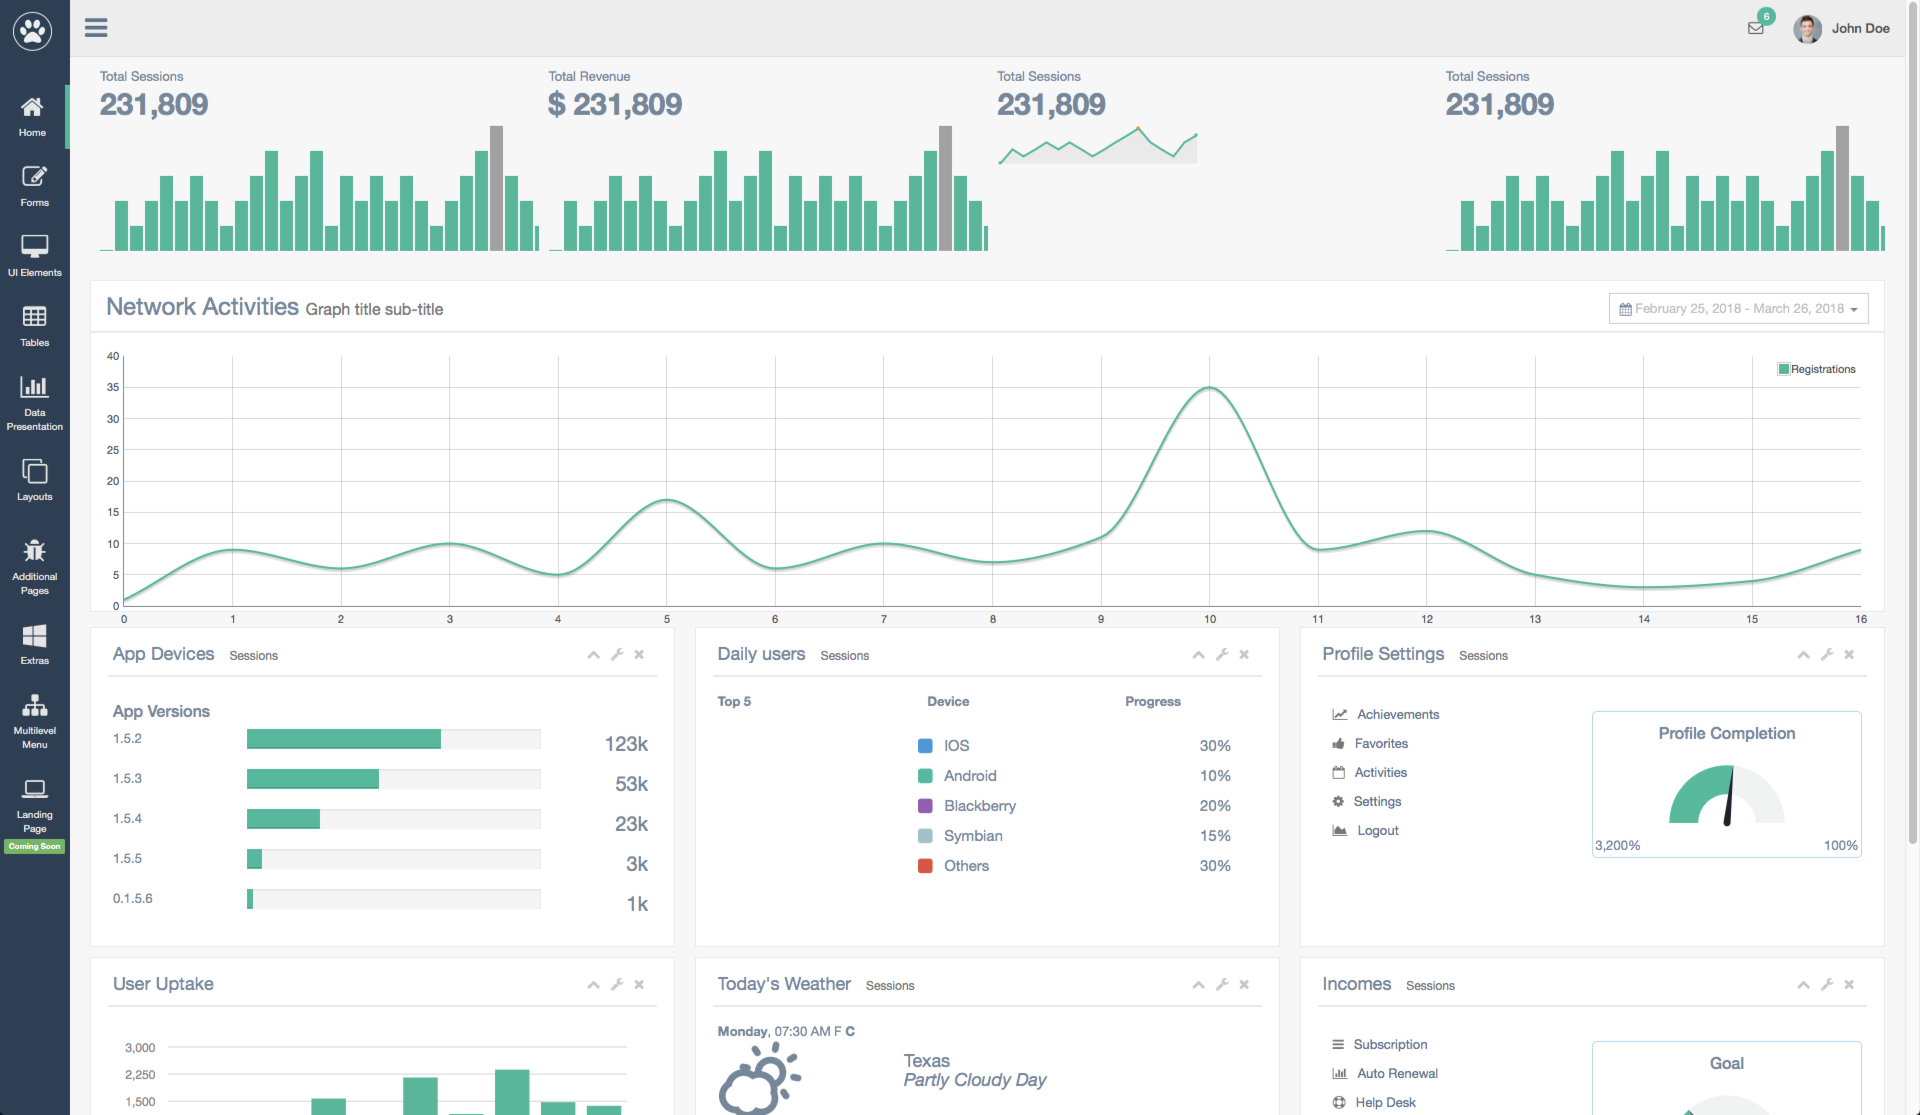 6
John Doe
Home
Forms
UI Elements
Tables
Data
Presentation
Layouts
Additional
Pages
Extras
Multilevel
Menu
Landing
Page
Coming Soon
Total Sessions
231,809
Total Revenue
$ 231,809
Total Sessions
231,809
Total Sessions
231,809
Network Activities Graph title sub-title
February 25, 2018 - March 26, 2018
Registrations
40
35
30
25
20
15
10
5
0
0 1 2 3 4 5 6 7 8 9 10 11 12 13 14 15 16
App Devices Sessions
App Versions
1.5.2 123k
1.5.3 53k
1.5.4 23k
1.5.5 3k
0.1.5.6 1k
Daily users Sessions
Top 5 Device Progress
IOS 30%
Android 10%
Blackberry 20%
Symbian 15%
Others 30%
Profile Settings Sessions
Achievements
Favorites
Activities
Settings
Logout
Profile Completion
3,200% 100%
User Uptake
3,000
2,250
1,500
Today's Weather Sessions
Monday, 07:30 AM F C
Texas
Partly Cloudy Day
Incomes Sessions
Subscription
Auto Renewal
Help Desk
Goal